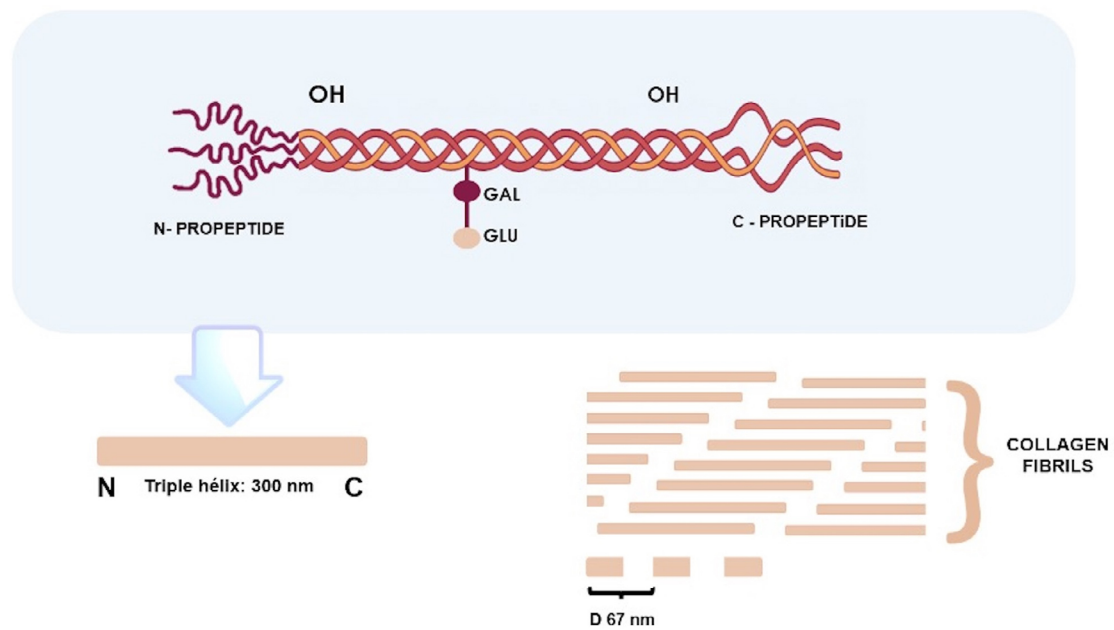 OH
OH
GAL
GLU
N- PROPEPTIDE
C - PROPEPTiDE
N
Triple hélix: 300 nm
C
COLLAGEN
FIBRILS
D 67 nm